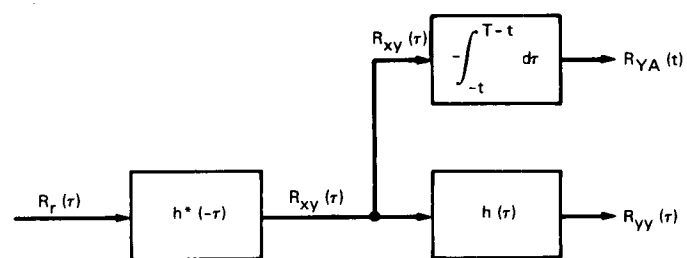 R_xy (τ)
-∫_{-t}^{T-t} dτ
R_YA (t)
R_r (τ)
h* (-τ)
R_xy (τ)
h (τ)
R_yy (τ)